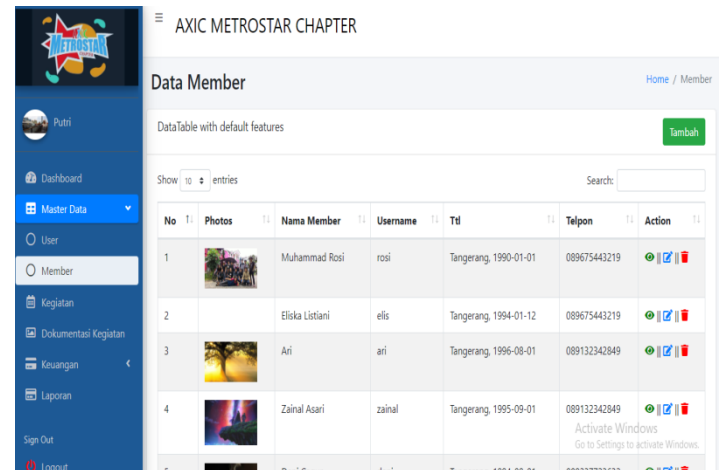 METROSTAR
≡ AXIC METROSTAR CHAPTER
Data Member
Home / Member
Putri
DataTable with default features
Tambah
Dashboard
Master Data
User
Member
Kegiatan
Dokumentasi Kegiatan
Keuangan
Laporan
Sign Out
Logout
Show 10 entries
Search:
No Photos Nama Member Username Ttl Telpon Action
1 Muhammad Rosi rosi Tangerang, 1990-01-01 089675443219 || ||
2 Eliska Listiani elis Tangerang, 1994-01-12 089675443219 || ||
3 Ari ari Tangerang, 1996-08-01 089132342849 || ||
4 Zainal Asari zainal Tangerang, 1995-09-01 089132342849 || ||
Activate Windows
Go to Settings to activate Windows.